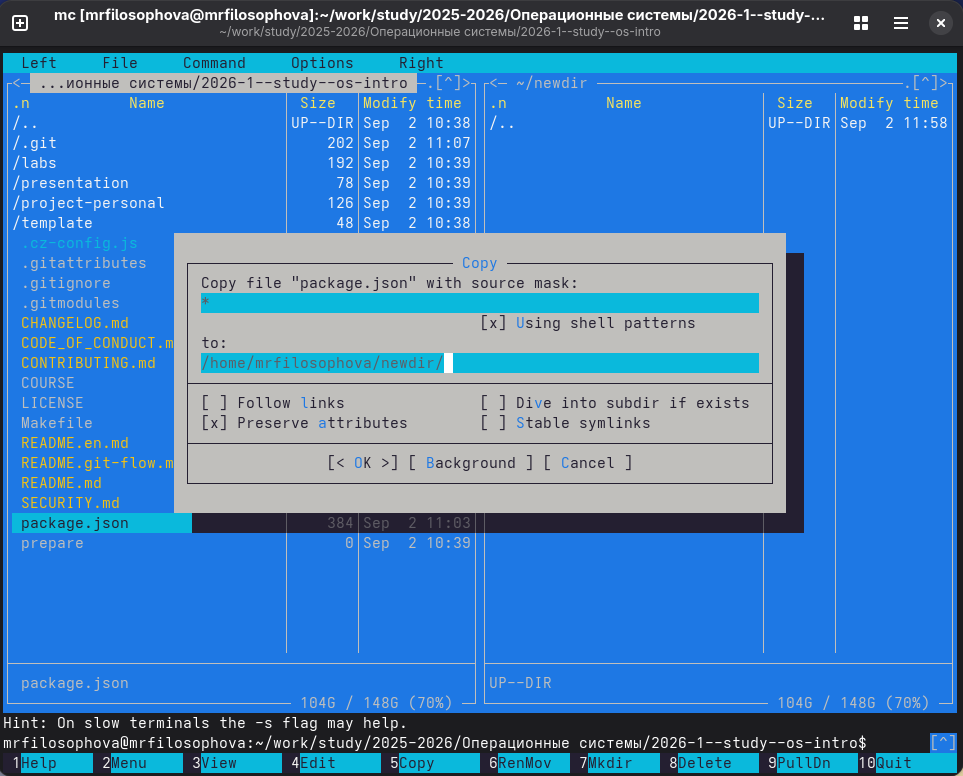 mc [mrfilosophova@mrfilosophova]:~/work/study/2025-2026/Операционные системы/2026-1--study-...
~/work/study/2025-2026/Операционные системы/2026-1--study--os-intro
Left File Command Options Right
<─ ...ионные системы/2026-1--study--os-intro ─.[^]> <─ ~/newdir ─.[^]>
.n Name Size Modify time .n Name Size Modify time
/.. UP--DIR Sep 2 10:38 /.. UP--DIR Sep 2 11:58
/.git 202 Sep 2 11:07
/labs 192 Sep 2 10:39
/presentation 78 Sep 2 10:39
/project-personal 126 Sep 2 10:39
/template 48 Sep 2 10:38
.cz-config.js
.gitattributes Copy
.gitignore Copy file "package.json" with source mask:
.gitmodules *
CHANGELOG.md [x] Using shell patterns
CODE_OF_CONDUCT.m to:
CONTRIBUTING.md /home/mrfilosophova/newdir/
COURSE
LICENSE [ ] Follow links [ ] Dive into subdir if exists
Makefile [x] Preserve attributes [ ] Stable symlinks
README.en.md
README.git-flow.m [< OK >] [ Background ] [ Cancel ]
README.md
SECURITY.md
package.json 384 Sep 2 11:03
prepare 0 Sep 2 10:39
package.json UP--DIR
104G / 148G (70%) 104G / 148G (70%)
Hint: On slow terminals the -s flag may help.
mrfilosophova@mrfilosophova:~/work/study/2025-2026/Операционные системы/2026-1--study--os-intro$ [^]
1Help 2Menu 3View 4Edit 5Copy 6RenMov 7Mkdir 8Delete 9PullDn 10Quit